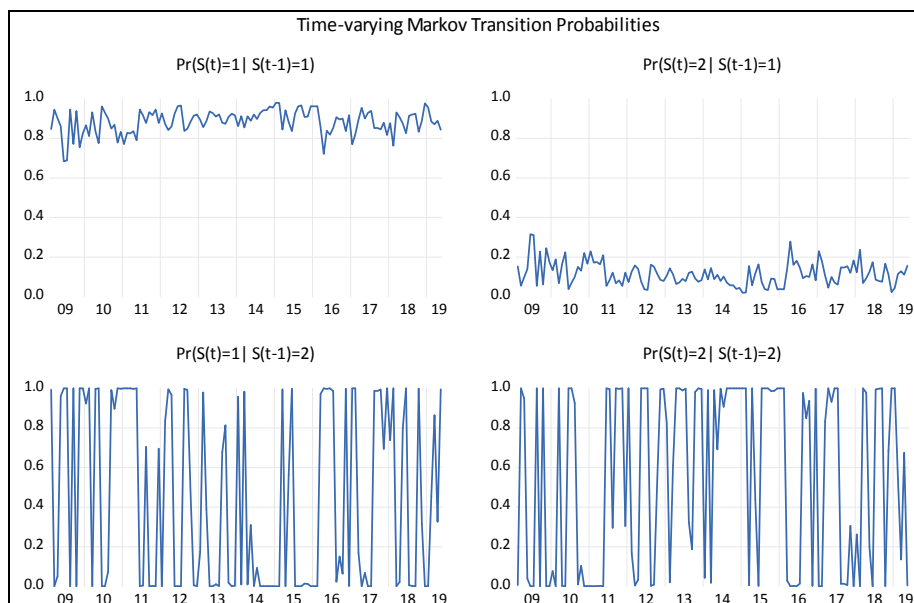 Time-varying Markov Transition Probabilities
Pr(S(t)=1| S(t-1)=1)
1.0
0.8
0.6
0.4
0.2
0.0
09 10 11 12 13 14 15 16 17 18 19
Pr(S(t)=2| S(t-1)=1)
1.0
0.8
0.6
0.4
0.2
0.0
09 10 11 12 13 14 15 16 17 18 19
Pr(S(t)=1| S(t-1)=2)
1.0
0.8
0.6
0.4
0.2
0.0
09 10 11 12 13 14 15 16 17 18 19
Pr(S(t)=2| S(t-1)=2)
1.0
0.8
0.6
0.4
0.2
0.0
09 10 11 12 13 14 15 16 17 18 19